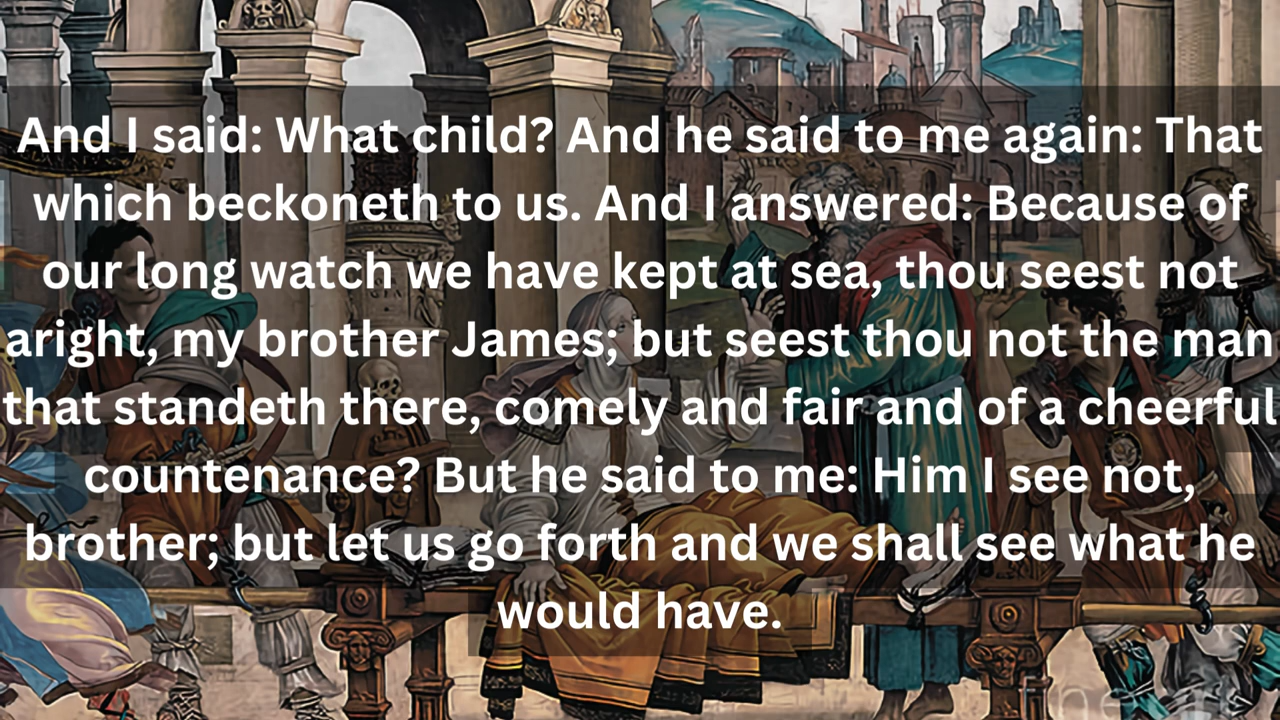 And I said: What child? And he said to me again: That
which beckoneth to us. And I answered: Because of
our long watch we have kept at sea, thou seest not
aright, my brother James; but seest thou not the man
that standeth there, comely and fair and of a cheerful
countenance? But he said to me: Him I see not,
brother; but let us go forth and we shall see what he
would have.